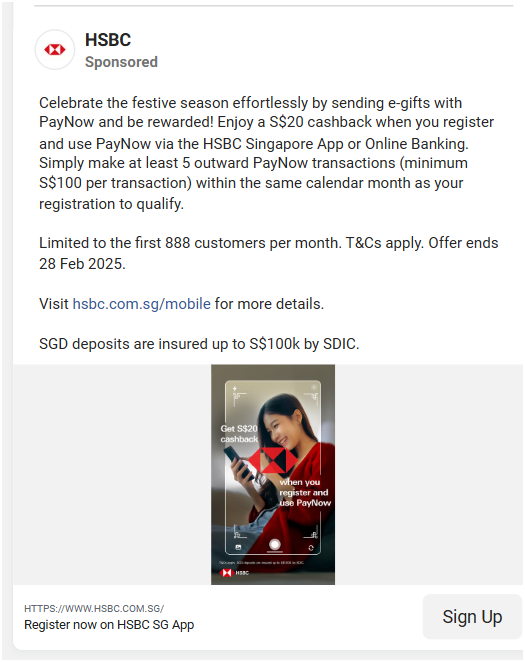 HSBC
Sponsored
Celebrate the festive season effortlessly by sending e-gifts with
PayNow and be rewarded! Enjoy a S$20 cashback when you register
and use PayNow via the HSBC Singapore App or Online Banking.
Simply make at least 5 outward PayNow transactions (minimum
S$100 per transaction) within the same calendar month as your
registration to qualify.
Limited to the first 888 customers per month. T&Cs apply. Offer ends
28 Feb 2025.
Visit hsbc.com.sg/mobile for more details.
SGD deposits are insured up to S$100k by SDIC.
Get S$20
cashback
when you
register and
use PayNow
HSBC
HTTPS://WWW.HSBC.COM.SG/
Register now on HSBC SG App
Sign Up